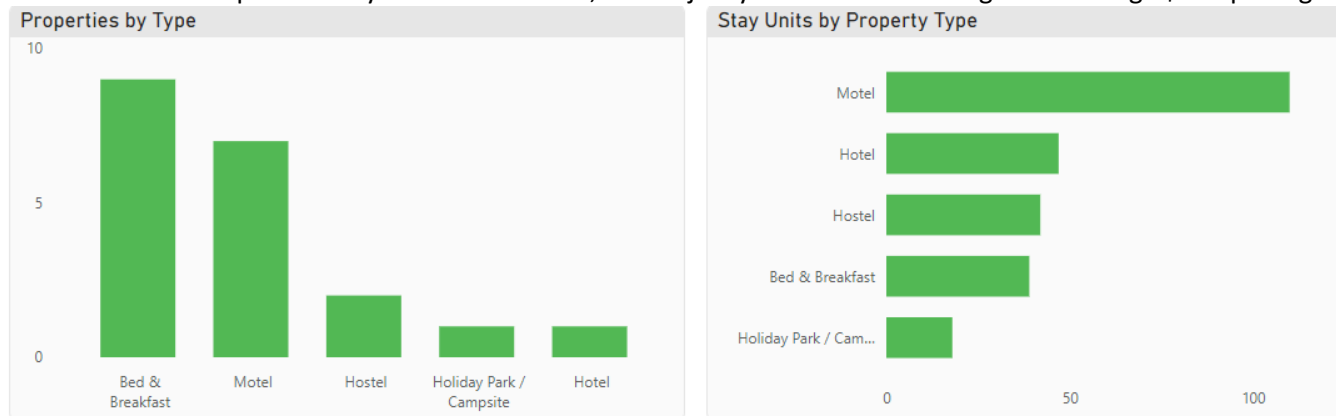 Properties by Type
10
5
0
Bed &
Breakfast
Motel
Hostel
Holiday Park /
Campsite
Hotel
Stay Units by Property Type
Motel
Hotel
Hostel
Bed & Breakfast
Holiday Park / Cam...
0
50
100